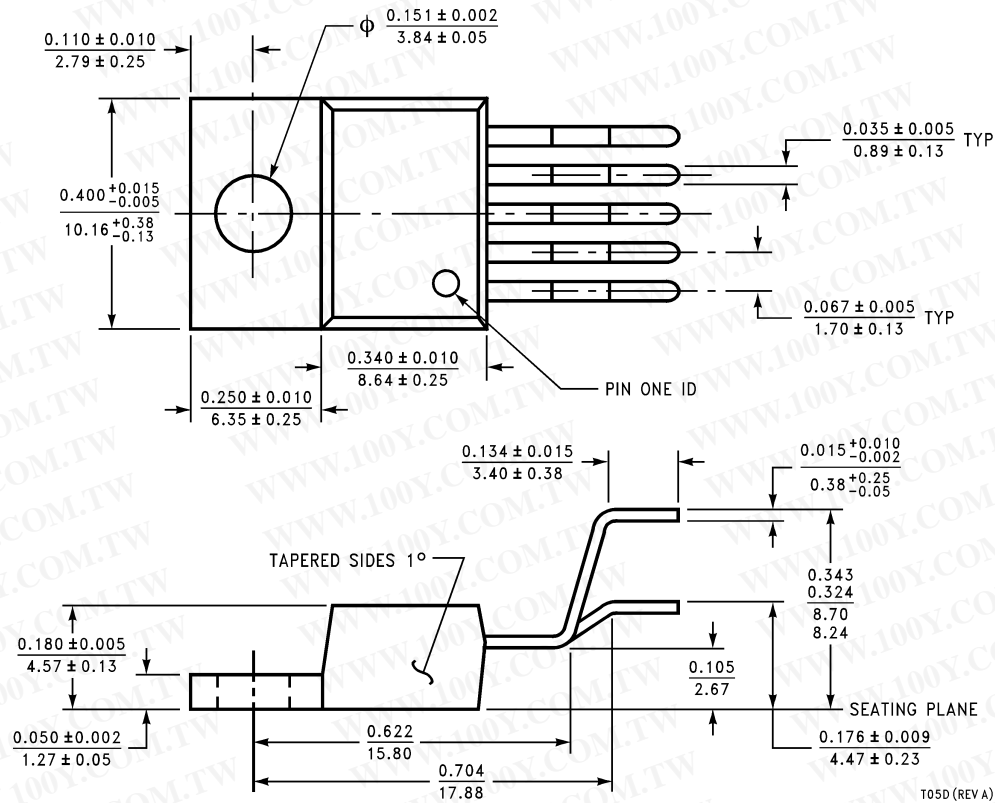 0.110 ± 0.010
2.79 ± 0.25
ϕ 0.151 ± 0.002
3.84 ± 0.05
0.035 ± 0.005 TYP
0.89 ± 0.13
0.400 +0.015 -0.005
10.16 +0.38 -0.13
0.067 ± 0.005 TYP
1.70 ± 0.13
0.340 ± 0.010
8.64 ± 0.25
PIN ONE ID
0.250 ± 0.010
6.35 ± 0.25
0.134 ± 0.015
3.40 ± 0.38
0.015 +0.010 -0.002
0.38 +0.25 -0.05
TAPERED SIDES 1°
0.343
0.324
8.70
8.24
0.180 ± 0.005
4.57 ± 0.13
0.105
2.67
SEATING PLANE
0.050 ± 0.002
1.27 ± 0.05
0.622
15.80
0.176 ± 0.009
4.47 ± 0.23
0.704
17.88
T05D (REV A)
WWW.100Y.COM.TW